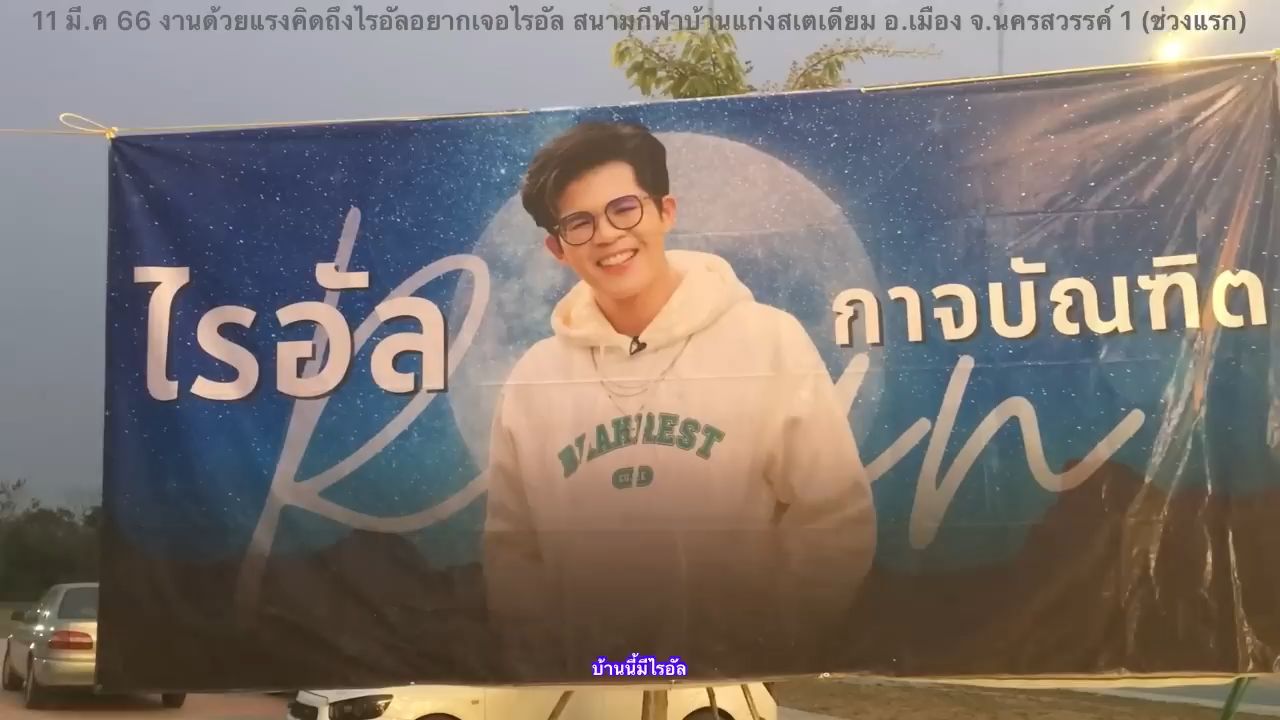 11 มี.ค 66 งานด้วยแรงคิดถึงไรอัลอยากเจอไรอัล สนามกีฬาบ้านแก่งสเตเดียม อ.เมือง จ.นครสวรรค์ 1 (ช่วงแรก)
ไรอัล
กาจบัณฑิต
บ้านนี้มีไรอัล